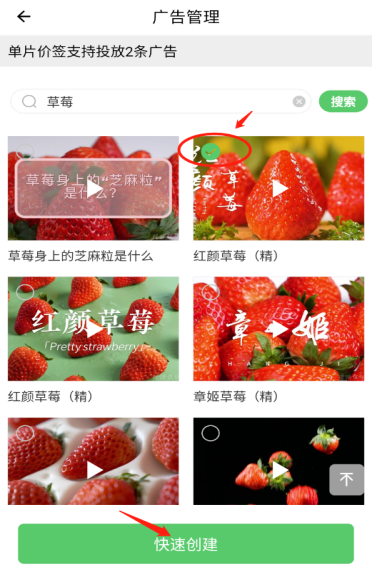 广告管理
单片价签支持投放2条广告
草莓
搜索
草莓身上的“芝麻粒”
是什么?
红颜
草莓
草莓身上的芝麻粒是什么
红颜草莓（精）
红颜草莓
「Pretty strawberry」
章姬
红颜草莓（精）
章姬草莓（精）
快速创建